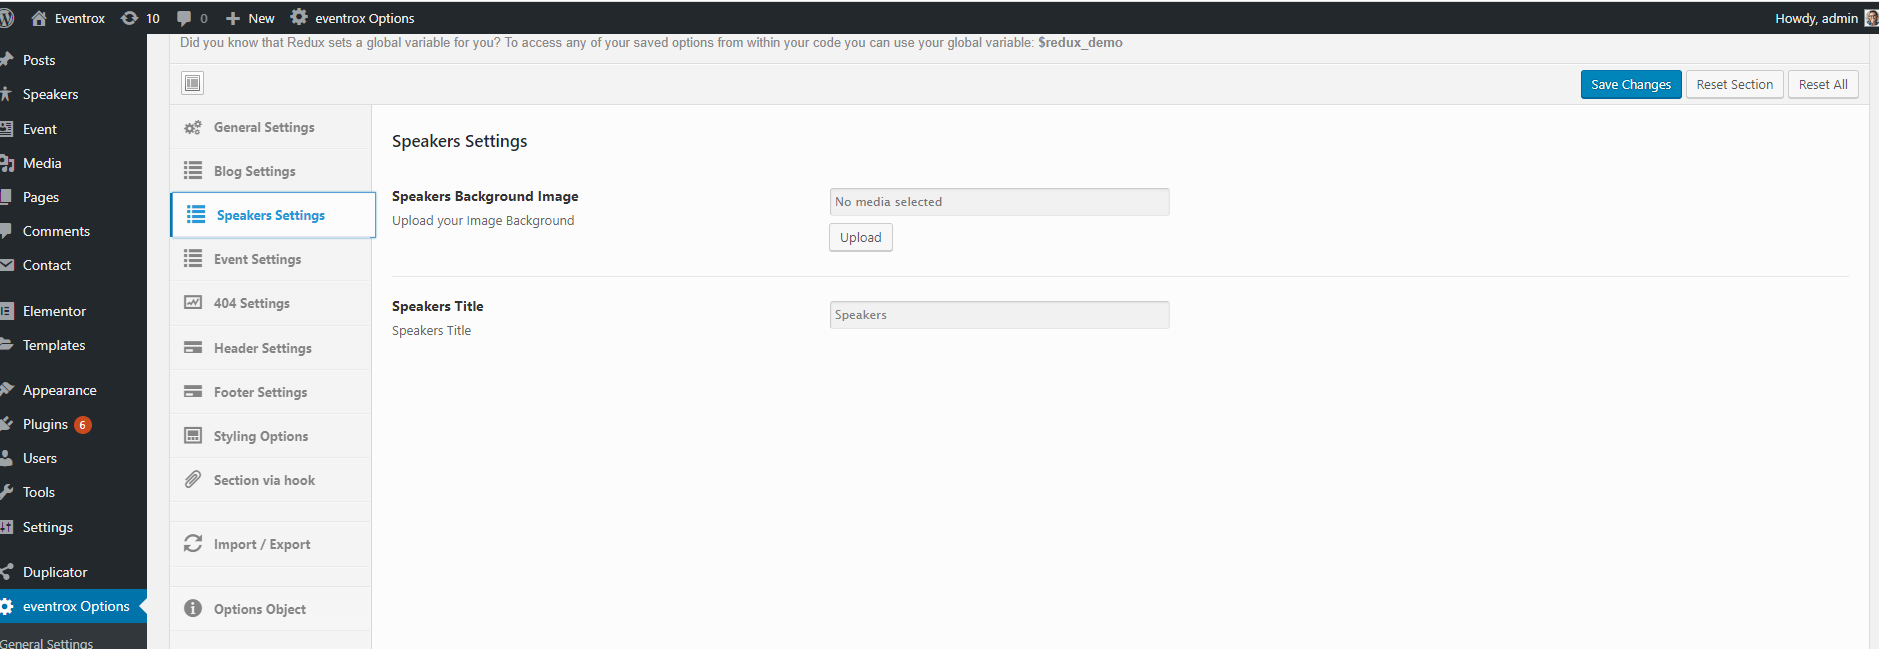 Eventrox 10 0 New eventrox Options Howdy, admin
Did you know that Redux sets a global variable for you? To access any of your saved options from within your code you can use your global variable: $redux_demo
Save Changes Reset Section Reset All
Posts
Speakers
Event
Media
Pages
Comments
Contact
Elementor
Templates
Appearance
Plugins 6
Users
Tools
Settings
Duplicator
eventrox Options
General Settings
General Settings
Blog Settings
Speakers Settings
Event Settings
404 Settings
Header Settings
Footer Settings
Styling Options
Section via hook
Import / Export
Options Object
Speakers Settings
Speakers Background Image
Upload your Image Background
No media selected
Upload
Speakers Title
Speakers Title
Speakers